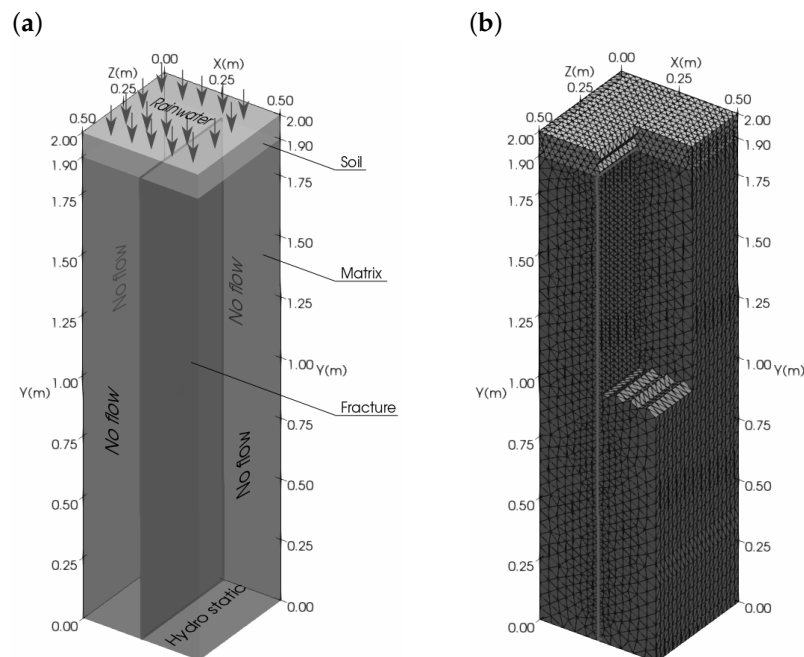 (a)
0.00
Z(m)
X(m)
0.25
0.25
0.50
0.50
Rainwater
2.00
2.00
1.90
1.90
Soil
1.75
1.75
1.50
1.50
No flow
No flow
Matrix
1.25
1.25
1.00
1.00
Y(m)
Y(m)
Fracture
No flow
No flow
0.75
0.75
0.50
0.50
0.25
0.25
0.00
0.00
Hydro static
(b)
0.00
Z(m)
X(m)
0.25
0.25
0.50
0.50
2.00
2.00
1.90
1.90
1.75
1.75
1.50
1.50
1.25
1.25
1.00
1.00
Y(m)
Y(m)
0.75
0.75
0.50
0.50
0.25
0.25
0.00
0.00